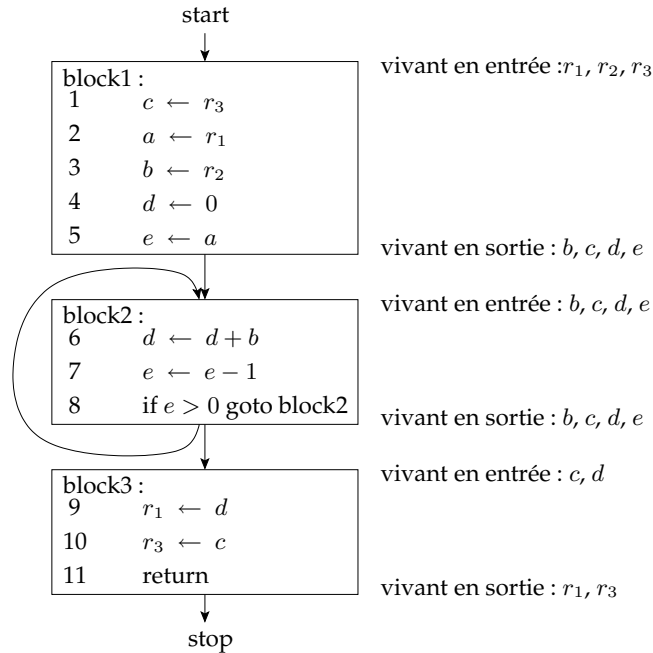 start
vivant en entrée :r₁, r₂, r₃
block1 :
1 c ← r₃
2 a ← r₁
3 b ← r₂
4 d ← 0
5 e ← a
vivant en sortie : b, c, d, e
vivant en entrée : b, c, d, e
block2 :
6 d ← d + b
7 e ← e − 1
8 if e > 0 goto block2
vivant en sortie : b, c, d, e
vivant en entrée : c, d
block3 :
9 r₁ ← d
10 r₃ ← c
11 return
vivant en sortie : r₁, r₃
stop